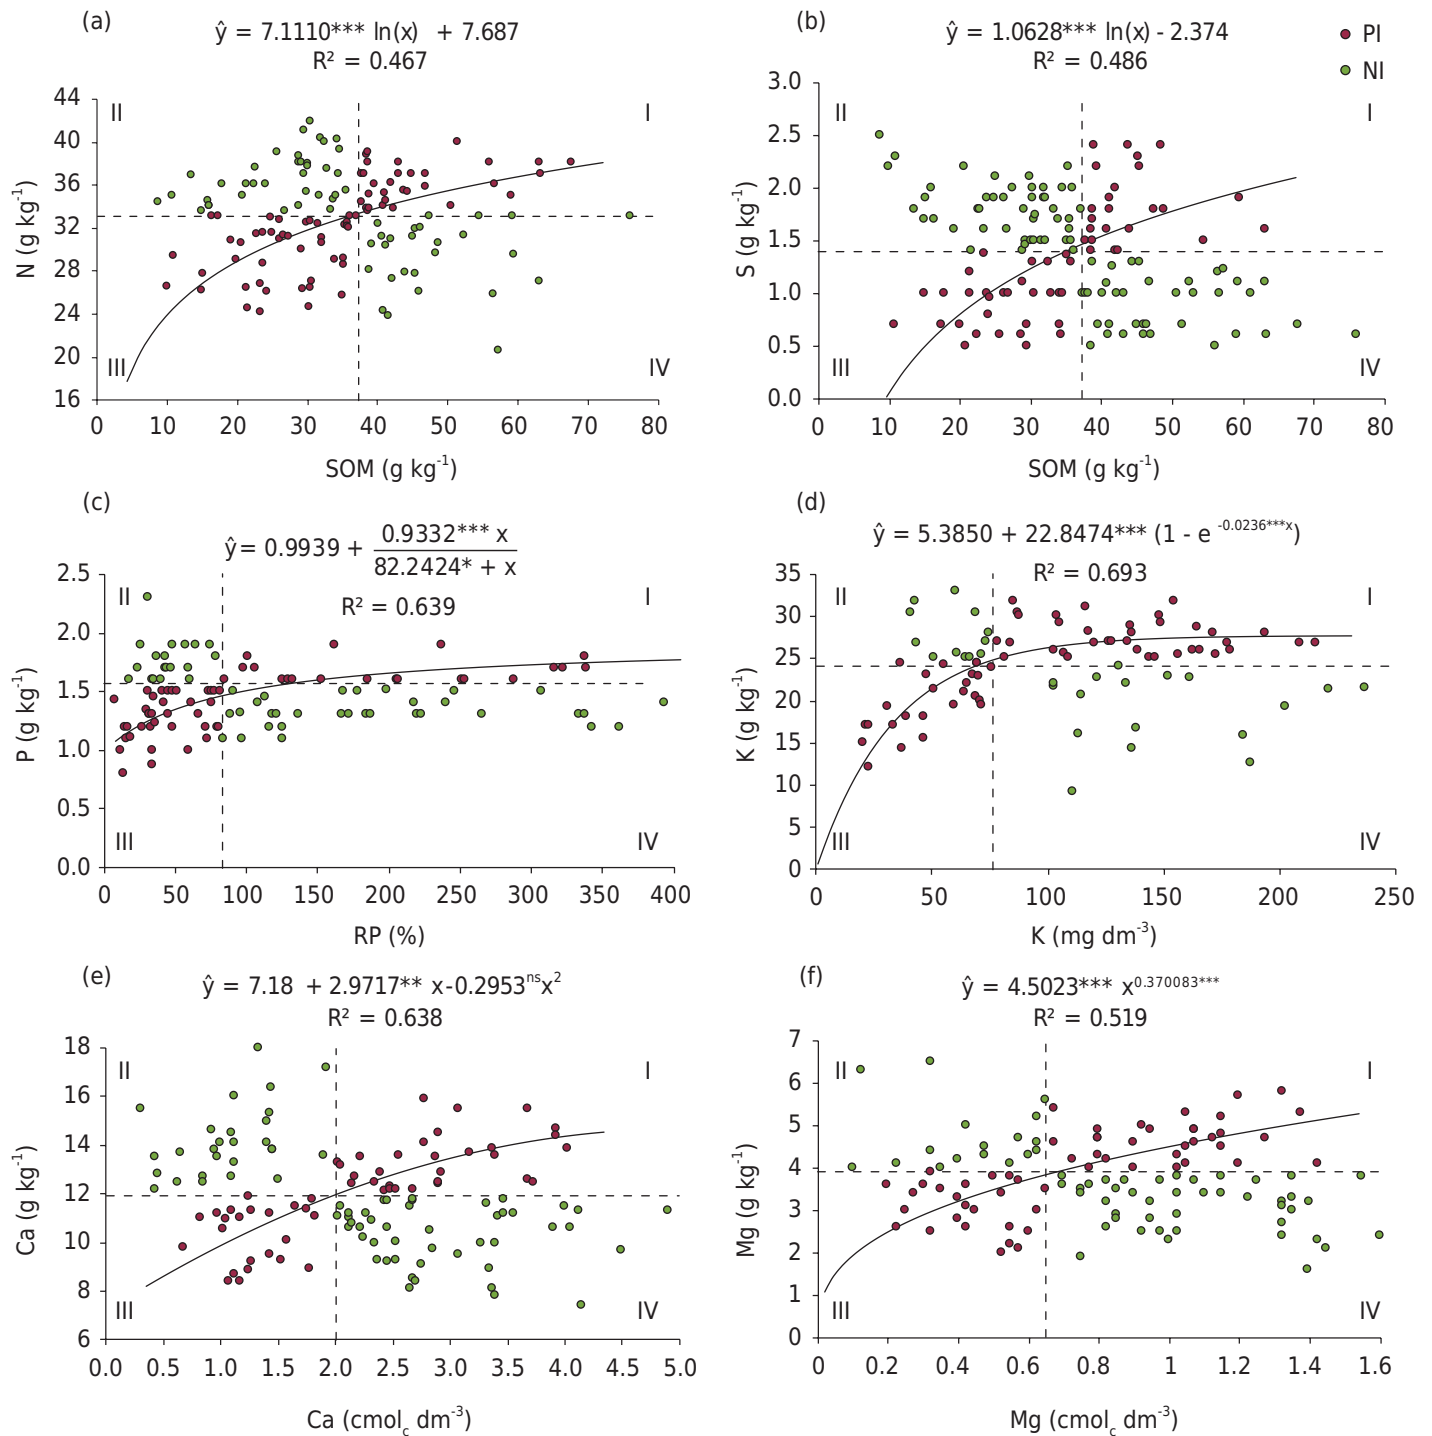 (a)
ŷ = 7.1110*** ln(x) + 7.687
R² = 0.467
N (g kg⁻¹)
44
40
36
32
28
24
20
16
II
I
III
IV
0 10 20 30 40 50 60 70 80
SOM (g kg⁻¹)
(b)
ŷ = 1.0628*** ln(x) - 2.374
R² = 0.486
PI
NI
S (g kg⁻¹)
3.0
2.5
2.0
1.5
1.0
0.5
0.0
II
I
III
IV
0 10 20 30 40 50 60 70 80
SOM (g kg⁻¹)
(c)
ŷ = 0.9939 + 0.9332*** x / 82.2424* + x
R² = 0.639
P (g kg⁻¹)
2.5
2.0
1.5
1.0
0.5
0.0
II
I
III
IV
0 50 100 150 200 250 300 350 400
RP (%)
(d)
ŷ = 5.3850 + 22.8474*** (1 - e ⁻⁰·⁰²³⁶***ˣ)
R² = 0.693
K (g kg⁻¹)
35
30
25
20
15
10
5
0
II
I
III
IV
0 50 100 150 200 250
K (mg dm⁻³)
(e)
ŷ = 7.18 + 2.9717** x-0.2953ⁿˢx²
R² = 0.638
Ca (g kg⁻¹)
18
16
14
12
10
8
6
II
I
III
IV
0.0 0.5 1.0 1.5 2.0 2.5 3.0 3.5 4.0 4.5 5.0
Ca (cmol_c dm⁻³)
(f)
ŷ = 4.5023*** x⁰·³⁷⁰⁰⁸³***
R² = 0.519
Mg (g kg⁻¹)
7
6
5
4
3
2
1
0
II
I
III
IV
0 0.2 0.4 0.6 0.8 1 1.2 1.4 1.6
Mg (cmol_c dm⁻³)